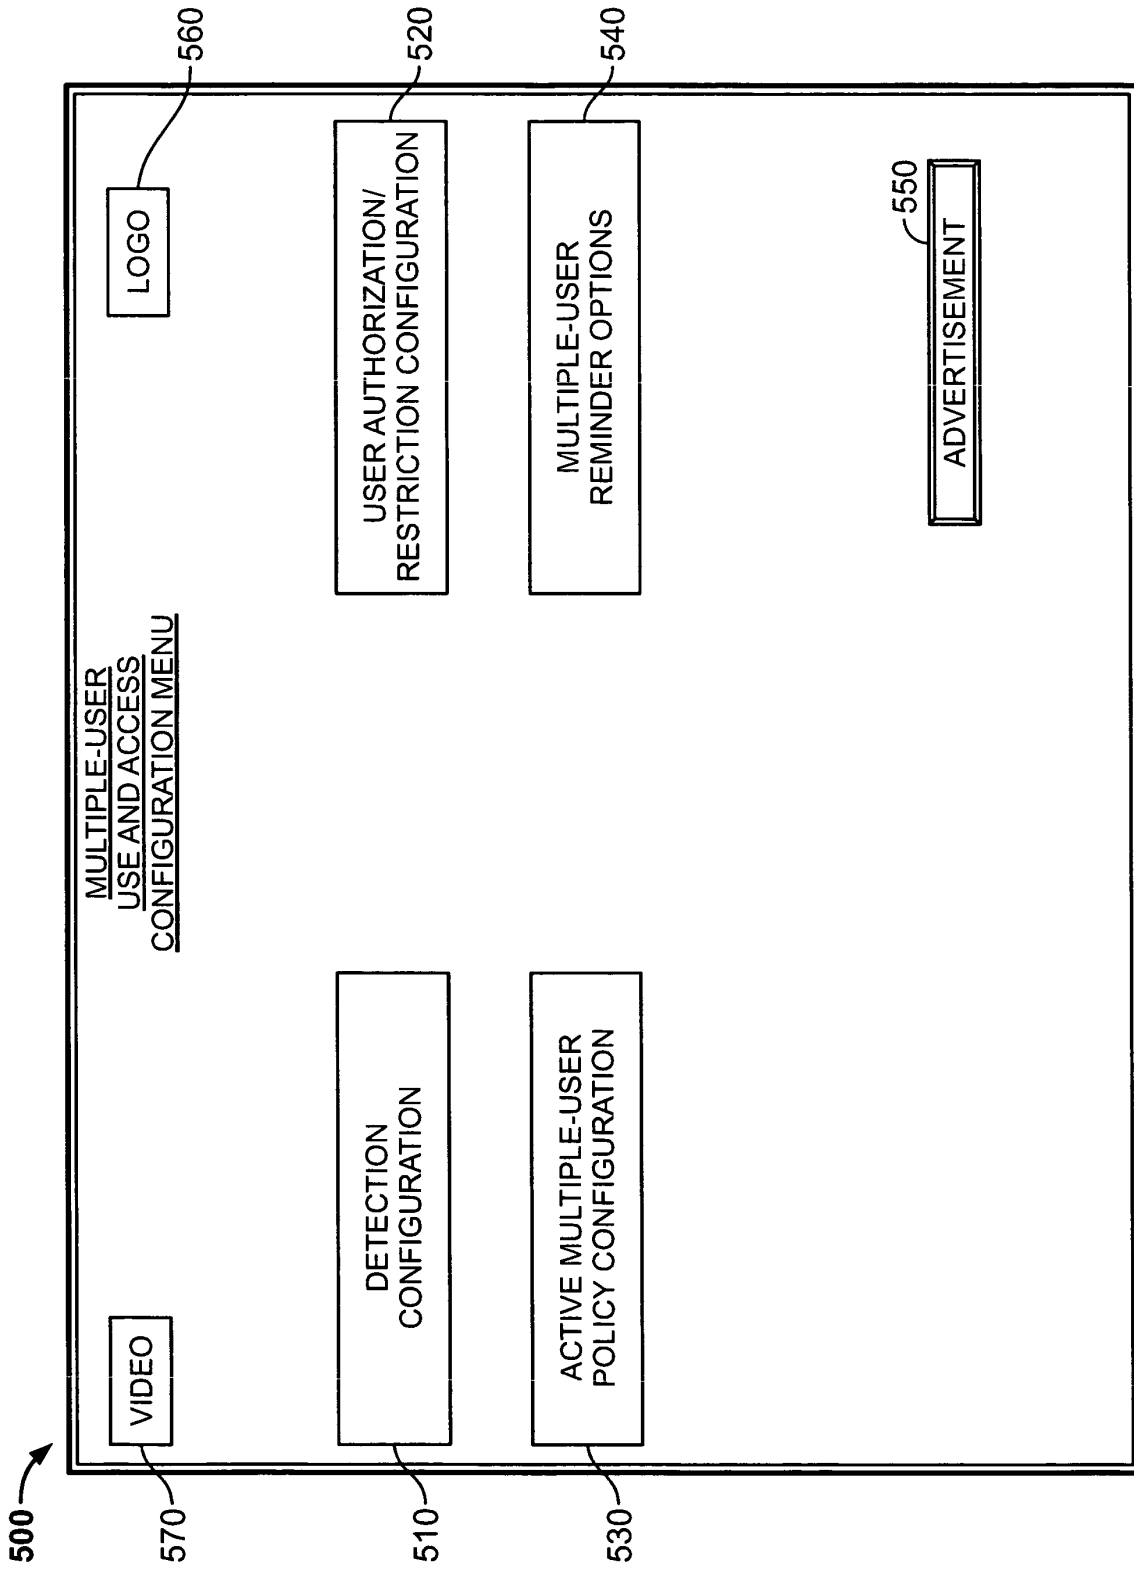 500
MULTIPLE-USER
USE AND ACCESS
CONFIGURATION MENU
570
VIDEO
LOGO
560
510
DETECTION
CONFIGURATION
USER AUTHORIZATION/
RESTRICTION CONFIGURATION
520
530
ACTIVE MULTIPLE-USER
POLICY CONFIGURATION
MULTIPLE-USER
REMINDER OPTIONS
540
550
ADVERTISEMENT